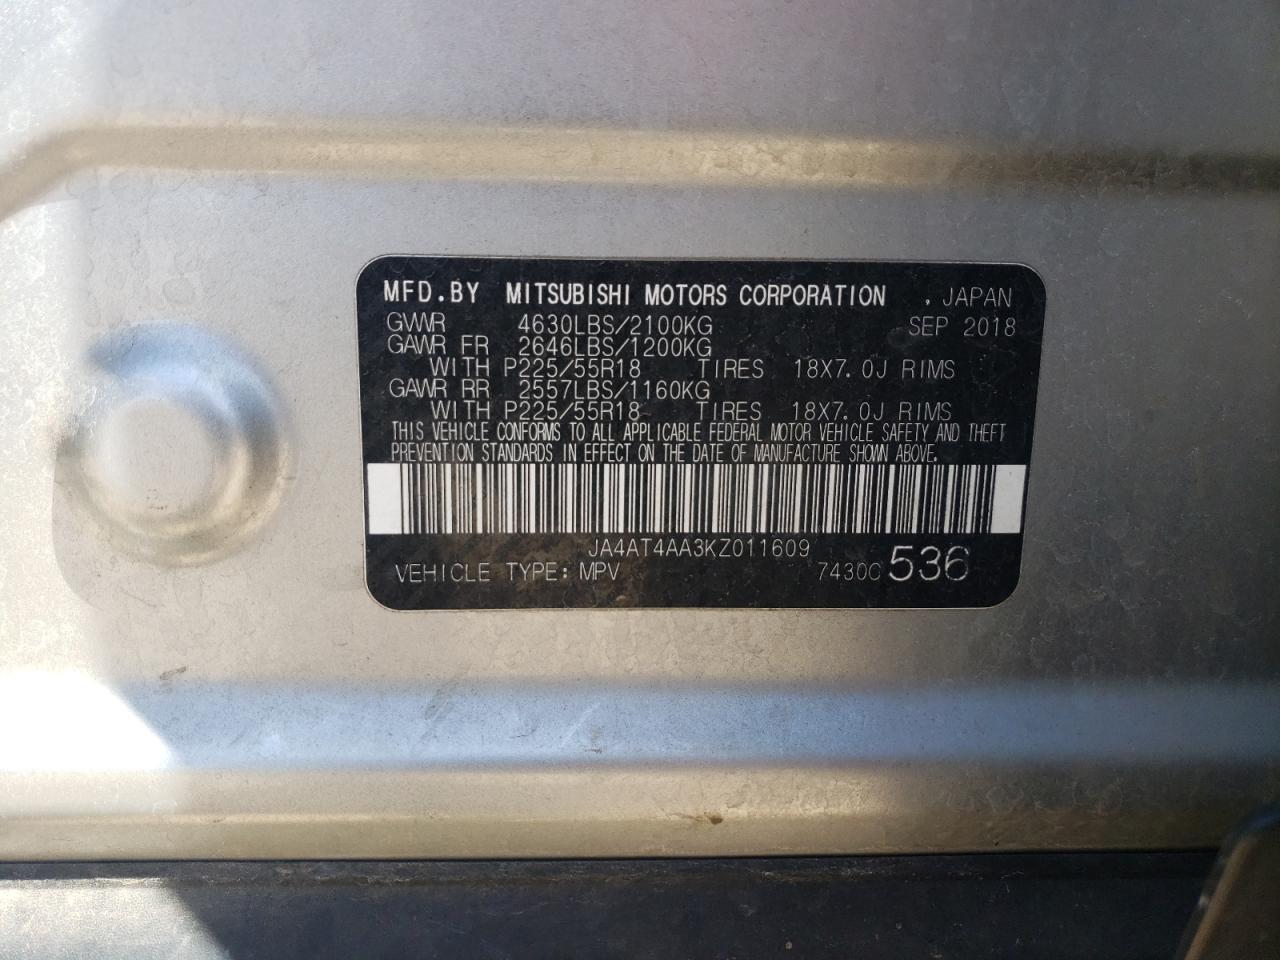 MFD.BY MITSUBISHI MOTORS CORPORATION , JAPAN
GVWR 4630LBS/2100KG SEP 2018
GAWR FR 2646LBS/1200KG
WITH P225/55R18 TIRES 18X7.0J RIMS
GAWR RR 2557LBS/1160KG
WITH P225/55R18 TIRES 18X7.0J RIMS
THIS VEHICLE CONFORMS TO ALL APPLICABLE FEDERAL MOTOR VEHICLE SAFETY AND THEFT
PREVENTION STANDARDS IN EFFECT ON THE DATE OF MANUFACTURE SHOWN ABOVE.
JA4AT4AA3KZ011609
VEHICLE TYPE: MPV 7430C 536